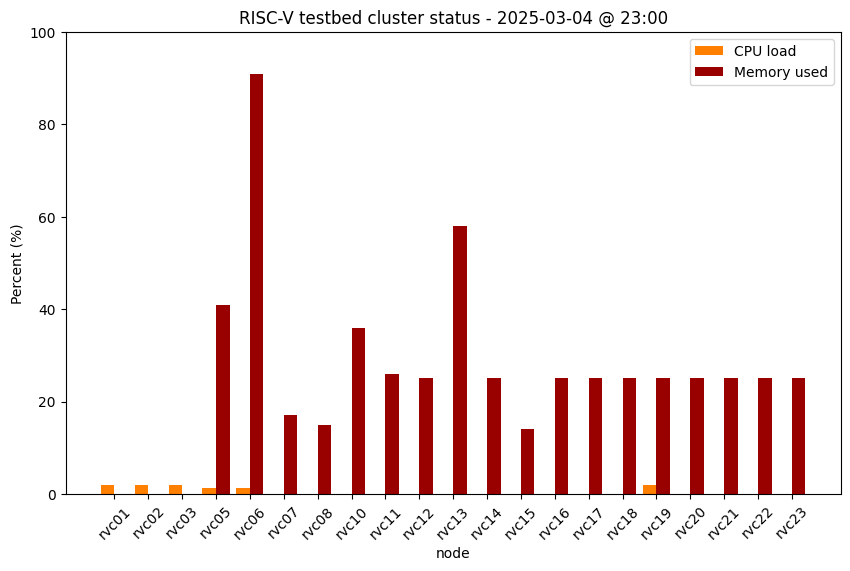 RISC-V testbed cluster status - 2025-03-04 @ 23:00
CPU load
Memory used
Percent (%)
100
80
60
40
20
0
rvc01
rvc02
rvc03
rvc05
rvc06
rvc07
rvc08
rvc10
rvc11
rvc12
rvc13
rvc14
rvc15
rvc16
rvc17
rvc18
rvc19
rvc20
rvc21
rvc22
rvc23
node